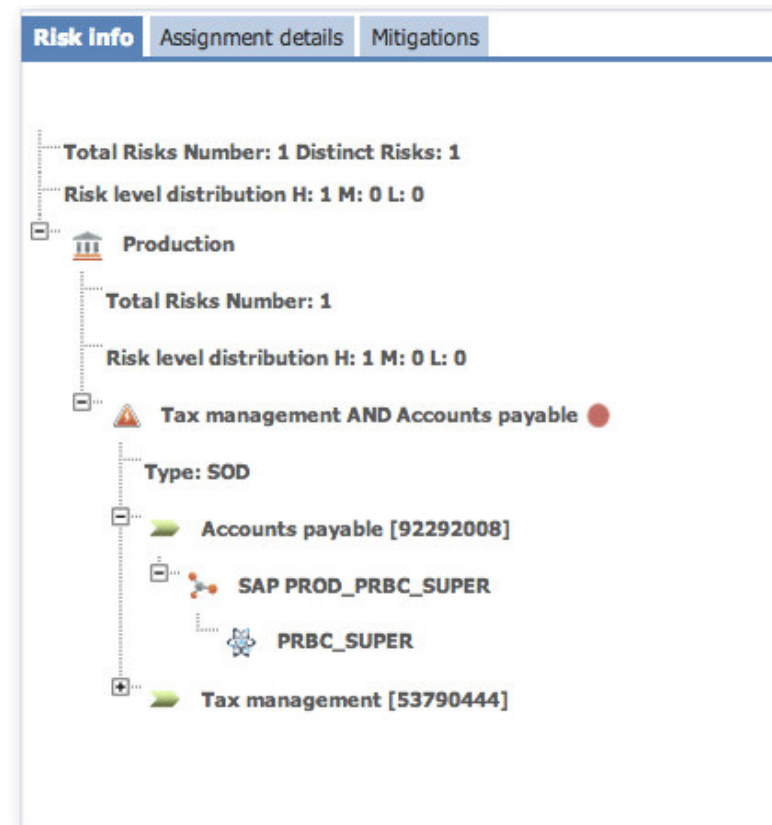 Risk info Assignment details Mitigations
Total Risks Number: 1 Distinct Risks: 1
Risk level distribution H: 1 M: 0 L: 0
Production
Total Risks Number: 1
Risk level distribution H: 1 M: 0 L: 0
Tax management AND Accounts payable
Type: SOD
Accounts payable [92292008]
SAP PROD_PRBC_SUPER
PRBC_SUPER
Tax management [53790444]